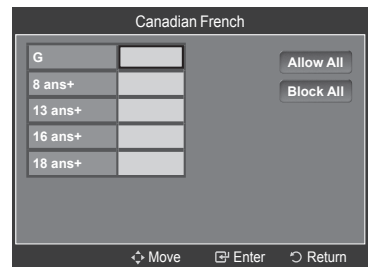 Canadian French
G
Allow All
8 ans+
Block All
13 ans+
16 ans+
18 ans+
Move Enter Return